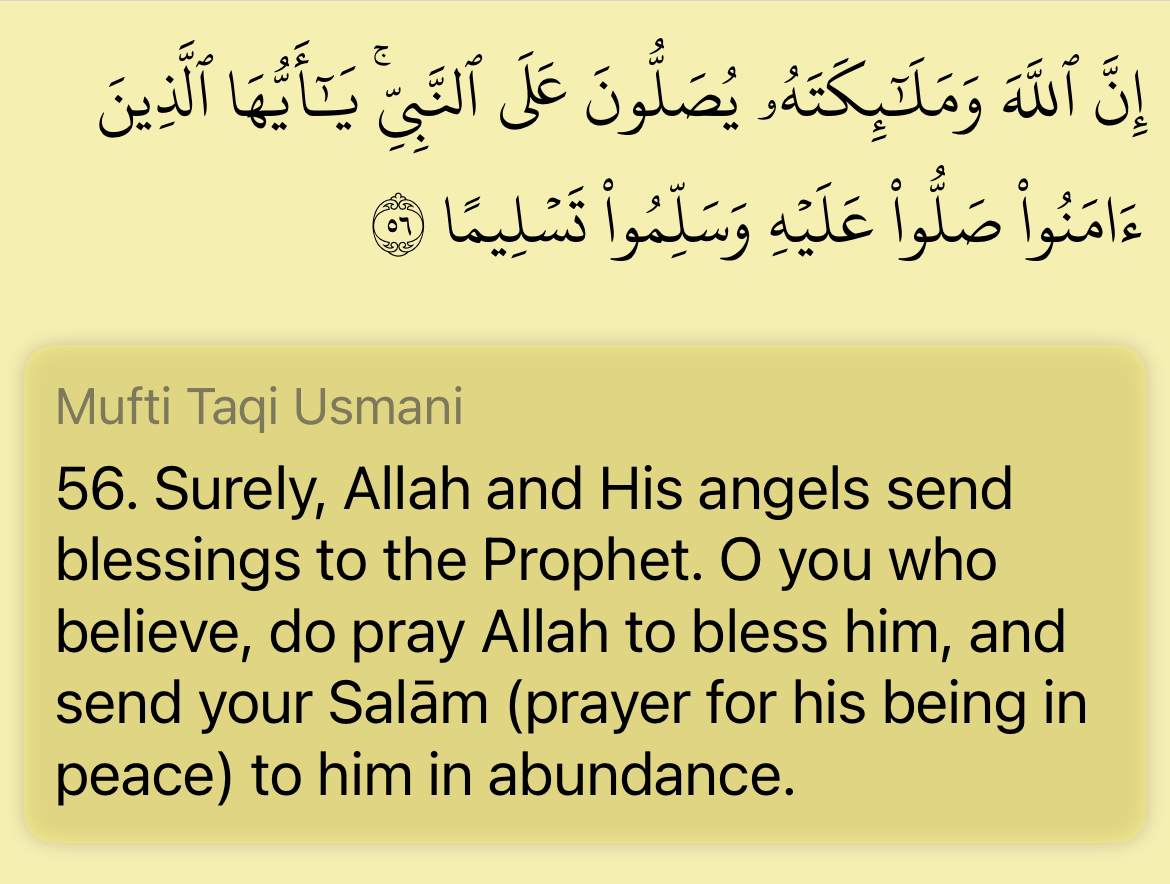 إِنَّ ٱللَّهَ وَمَلَـٰٓئِكَتَهُۥ يُصَلُّونَ عَلَى ٱلنَّبِىِّۚ يَـٰٓأَيُّهَا ٱلَّذِينَ
ءَامَنُوا۟ صَلُّوا۟ عَلَيْهِ وَسَلِّمُوا۟ تَسْلِيمًا ٥٦
Mufti Taqi Usmani
56. Surely, Allah and His angels send
blessings to the Prophet. O you who
believe, do pray Allah to bless him, and
send your Salām (prayer for his being in
peace) to him in abundance.